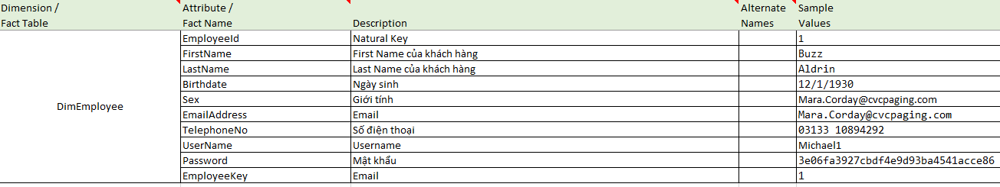 Dimension / Attribute / Alternate Sample
Fact Table Fact Name Description Names Values
EmployeeId Natural Key 1
FirstName First Name của khách hàng Buzz
LastName Last Name của khách hàng Aldrin
Birthdate Ngày sinh 12/1/1930
DimEmployee
Sex Giới tính Mara.Corday@cvcpaging.com
EmailAddress Email Mara.Corday@cvcpaging.com
TelephoneNo Số điện thoại 03133 10894292
UserName Username Michael1
Password Mật khẩu 3e06fa3927cbdf4e9d93ba4541acce86
EmployeeKey Email 1